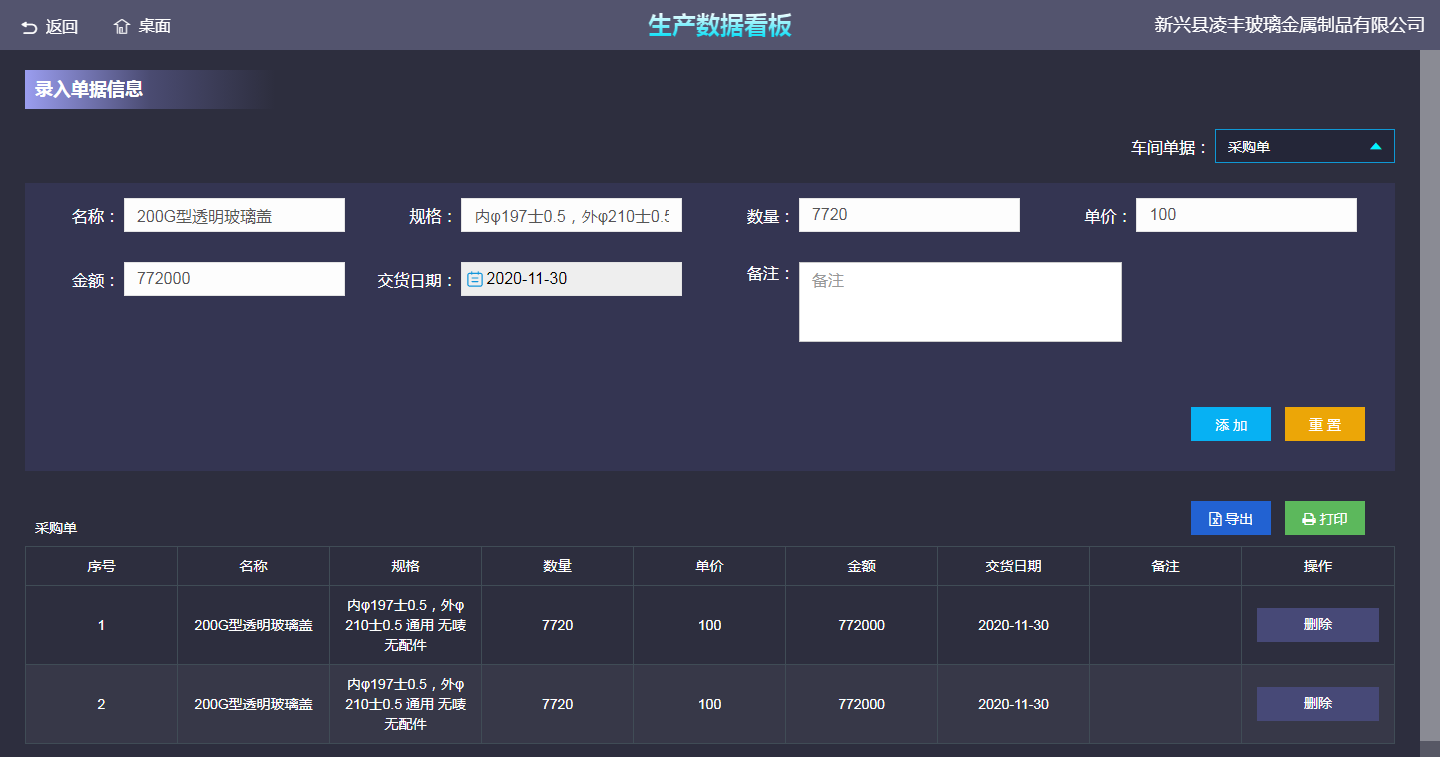 返回 桌面 生产数据看板 新兴县凌丰玻璃金属制品有限公司
录入单据信息
车间单据： 采购单
名称： 200G型透明玻璃盖 规格： 内φ197士0.5，外φ210士0.5 数量： 7720 单价： 100
金额： 772000 交货日期： 2020-11-30 备注： 备注
添 加 重 置
导出 打印
采购单
序号 名称 规格 数量 单价 金额 交货日期 备注 操作
1 200G型透明玻璃盖 内φ197士0.5，外φ 7720 100 772000 2020-11-30 删除
210士0.5 通用 无唛
无配件
2 200G型透明玻璃盖 内φ197士0.5，外φ 7720 100 772000 2020-11-30 删除
210士0.5 通用 无唛
无配件